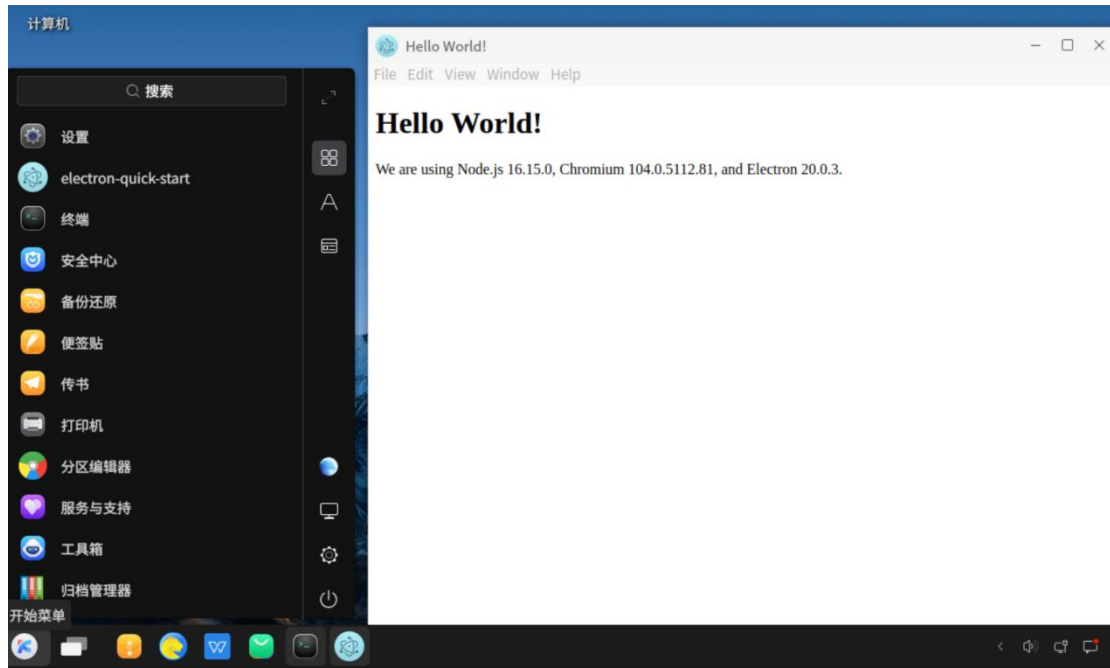 计算机
搜索
设置
electron-quick-start
终端
安全中心
备份还原
便签贴
传书
打印机
分区编辑器
服务与支持
工具箱
归档管理器
开始菜单
Hello World!
File Edit View Window Help
Hello World!
We are using Node.js 16.15.0, Chromium 104.0.5112.81, and Electron 20.0.3.